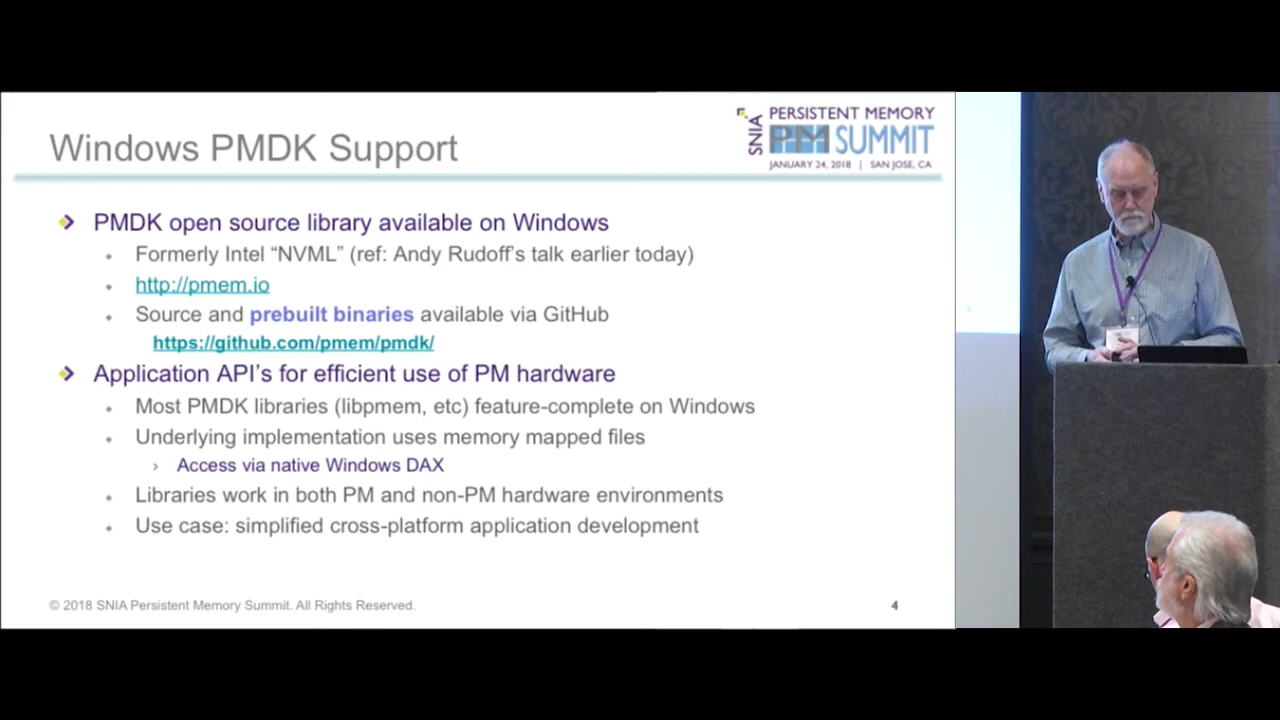 Windows PMDK Support
SNIA
PERSISTENT MEMORY
PM SUMMIT
JANUARY 24, 2018 | SAN JOSE, CA
PMDK open source library available on Windows
Formerly Intel “NVML” (ref: Andy Rudoff’s talk earlier today)
http://pmem.io
Source and prebuilt binaries available via GitHub
https://github.com/pmem/pmdk/
Application API’s for efficient use of PM hardware
Most PMDK libraries (libpmem, etc) feature-complete on Windows
Underlying implementation uses memory mapped files
Access via native Windows DAX
Libraries work in both PM and non-PM hardware environments
Use case: simplified cross-platform application development
© 2018 SNIA Persistent Memory Summit. All Rights Reserved.
4